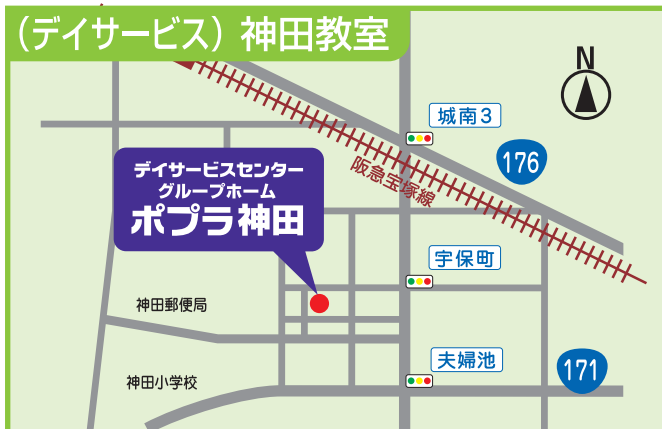 (デイサービス) 神田教室
N
城南3
176
阪急宝塚線
デイサービスセンター
グループホーム
ポプラ神田
宇保町
神田郵便局
夫婦池
171
神田小学校